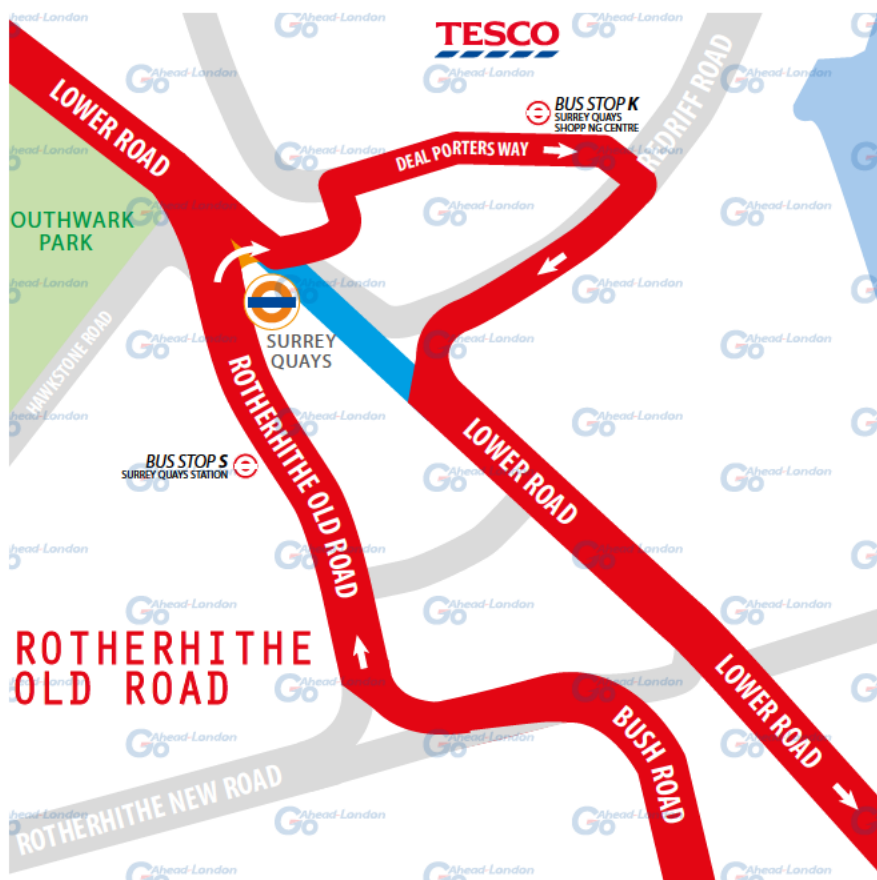 TESCO
BUS STOP K
SURREY QUAYS
SHOPP NG CENTRE
LOWER ROAD
DEAL PORTERS WAY
RDRIFF ROAD
OUTHWARK
PARK
HAWKSTONE ROAD
SURREY
QUAYS
ROTHERHITHE OLD ROAD
BUS STOP S
SURREY QUAYS STATION
LOWER ROAD
ROTHERHITHE
OLD ROAD
LOWER ROAD
BUSH ROAD
ROTHERHITHE NEW ROAD
Go Ahead-London